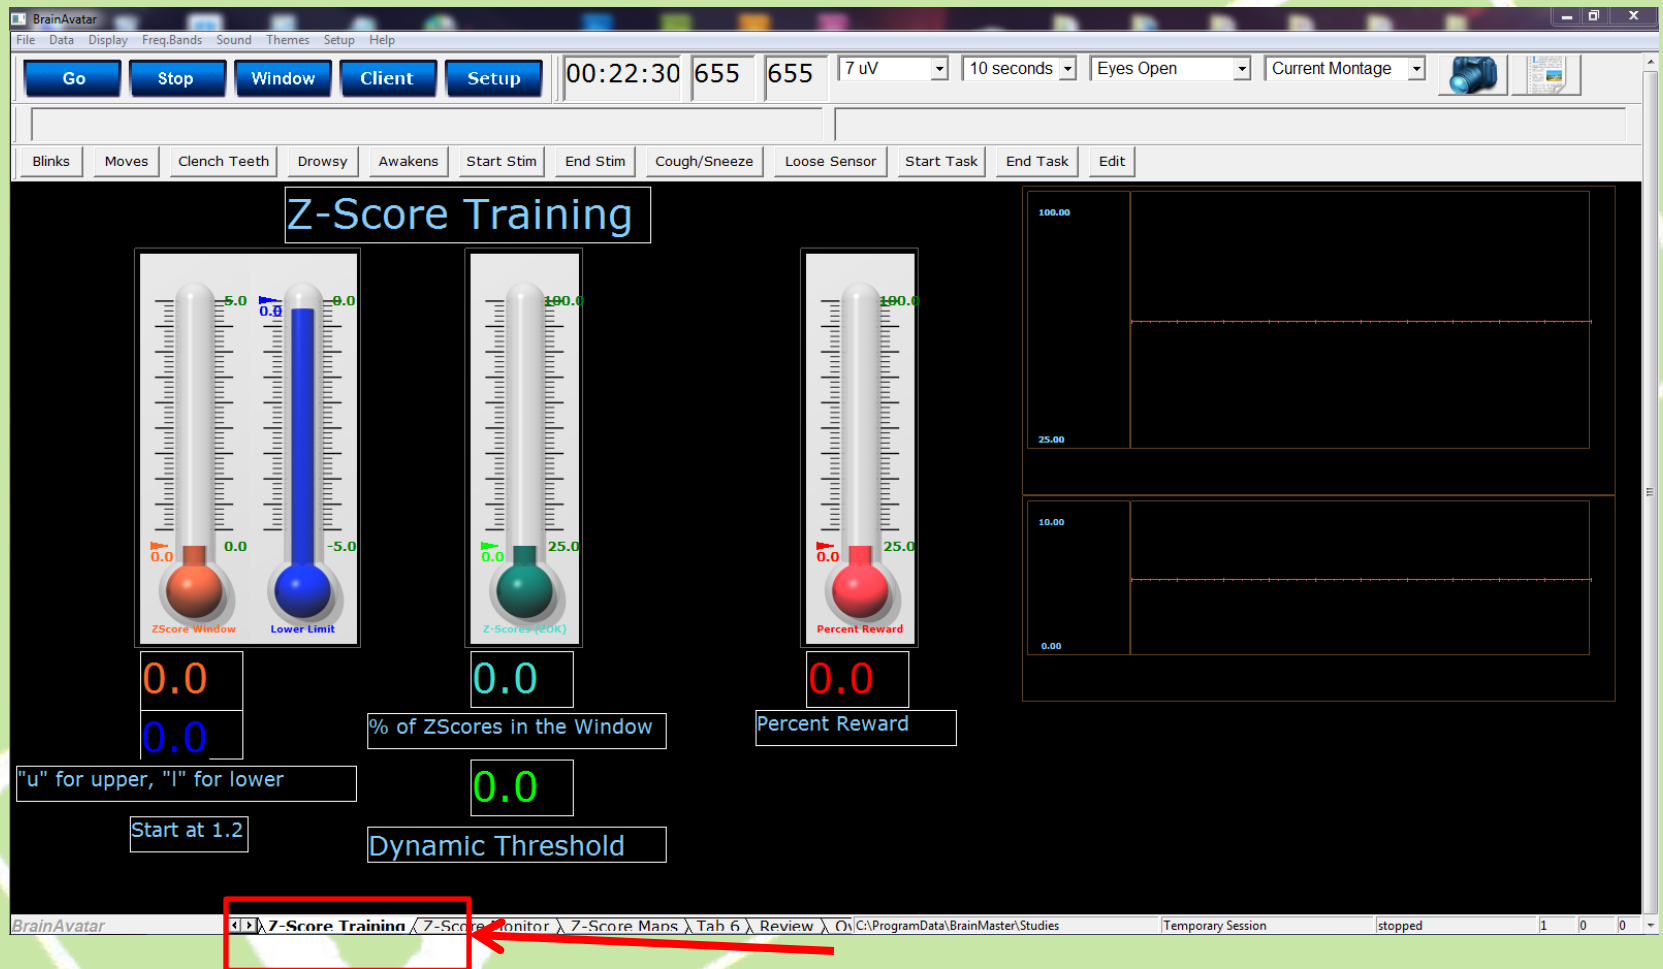 BrainAvatar
File Data Display Freq.Bands Sound Themes Setup Help
Go Stop Window Client Setup 00:22:30 655 655 7 uV 10 seconds Eyes Open Current Montage
Blinks Moves Clench Teeth Drowsy Awakens Start Stim End Stim Cough/Sneeze Loose Sensor Start Task End Task Edit
Z-Score Training
5.0 0.0 0.0 100.0 100.0
0.0 0.0 0.0 -5.0 0.0 25.0 0.0 25.0
ZScore Window Lower Limit Z-Scores (ZOK) Percent Reward
100.00
25.00
10.00
0.00
0.0 0.0 0.0
0.0
% of ZScores in the Window Percent Reward
"u" for upper, "l" for lower
0.0
Start at 1.2
Dynamic Threshold
BrainAvatar Z-Score Training Z-Score Monitor Z-Score Maps Tab 6 Review C:\ProgramData\BrainMaster\Studies Temporary Session stopped 1 0 0